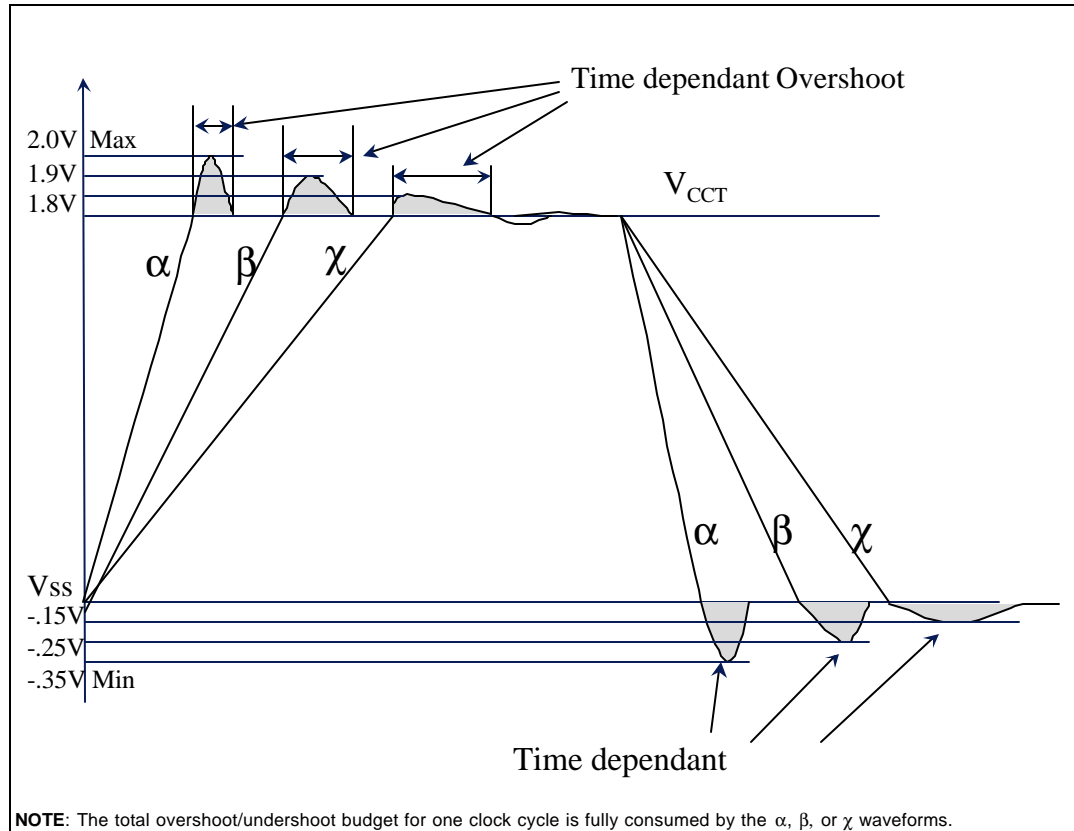 Time dependant Overshoot
2.0V Max
1.9V
1.8V
V_CCT
α β χ
α β χ
Vss
-.15V
-.25V
-.35V Min
Time dependant
NOTE: The total overshoot/undershoot budget for one clock cycle is fully consumed by the α, β, or χ waveforms.